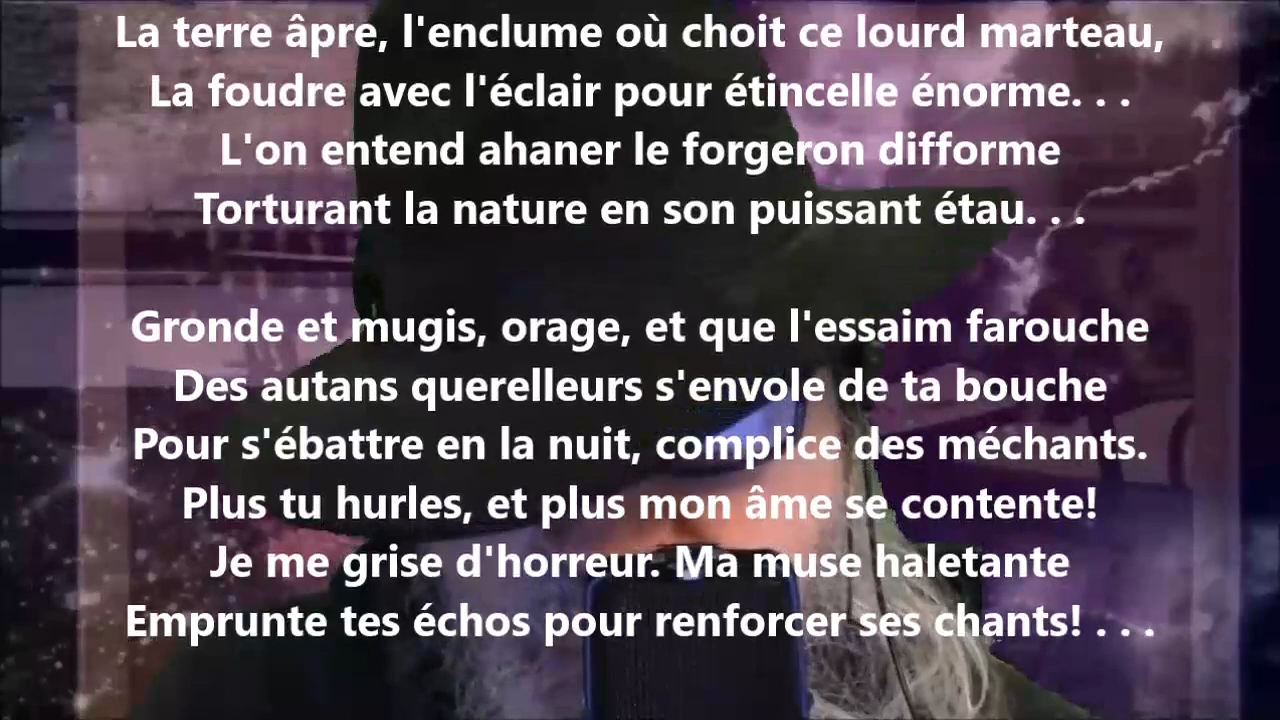 La terre âpre, l'enclume où choit ce lourd marteau,
La foudre avec l'éclair pour étincelle énorme. . .
L'on entend ahaner le forgeron difforme
Torturant la nature en son puissant étau. . .
Gronde et mugis, orage, et que l'essaim farouche
Des autans querelleurs s'envole de ta bouche
Pour s'ébattre en la nuit, complice des méchants.
Plus tu hurles, et plus mon âme se contente!
Je me grise d'horreur. Ma muse haletante
Emprunte tes échos pour renforcer ses chants! . . .